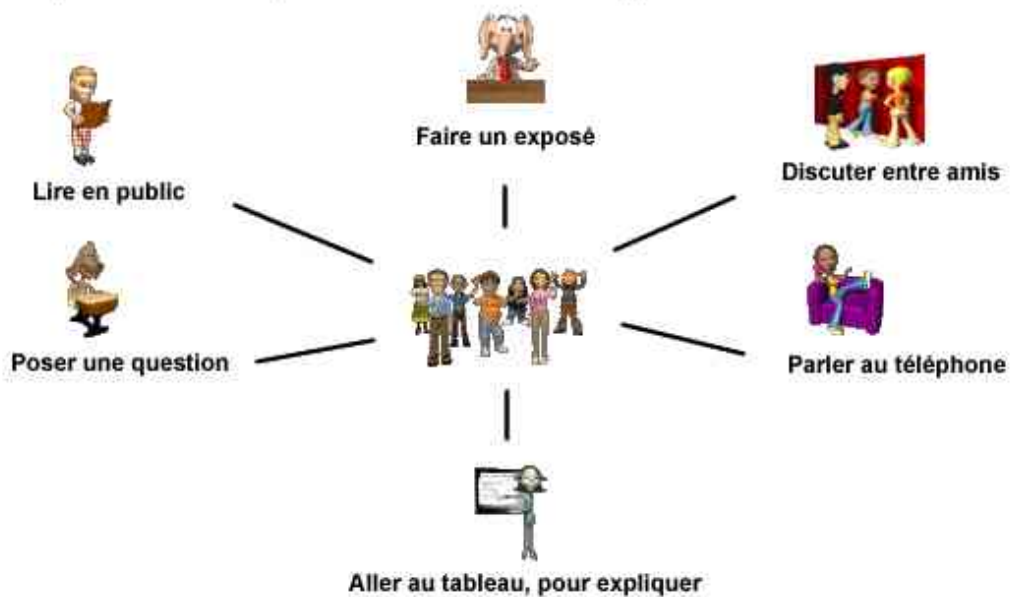 Faire un exposé
Lire en public
Discuter entre amis
Poser une question
Parler au téléphone
Aller au tableau, pour expliquer